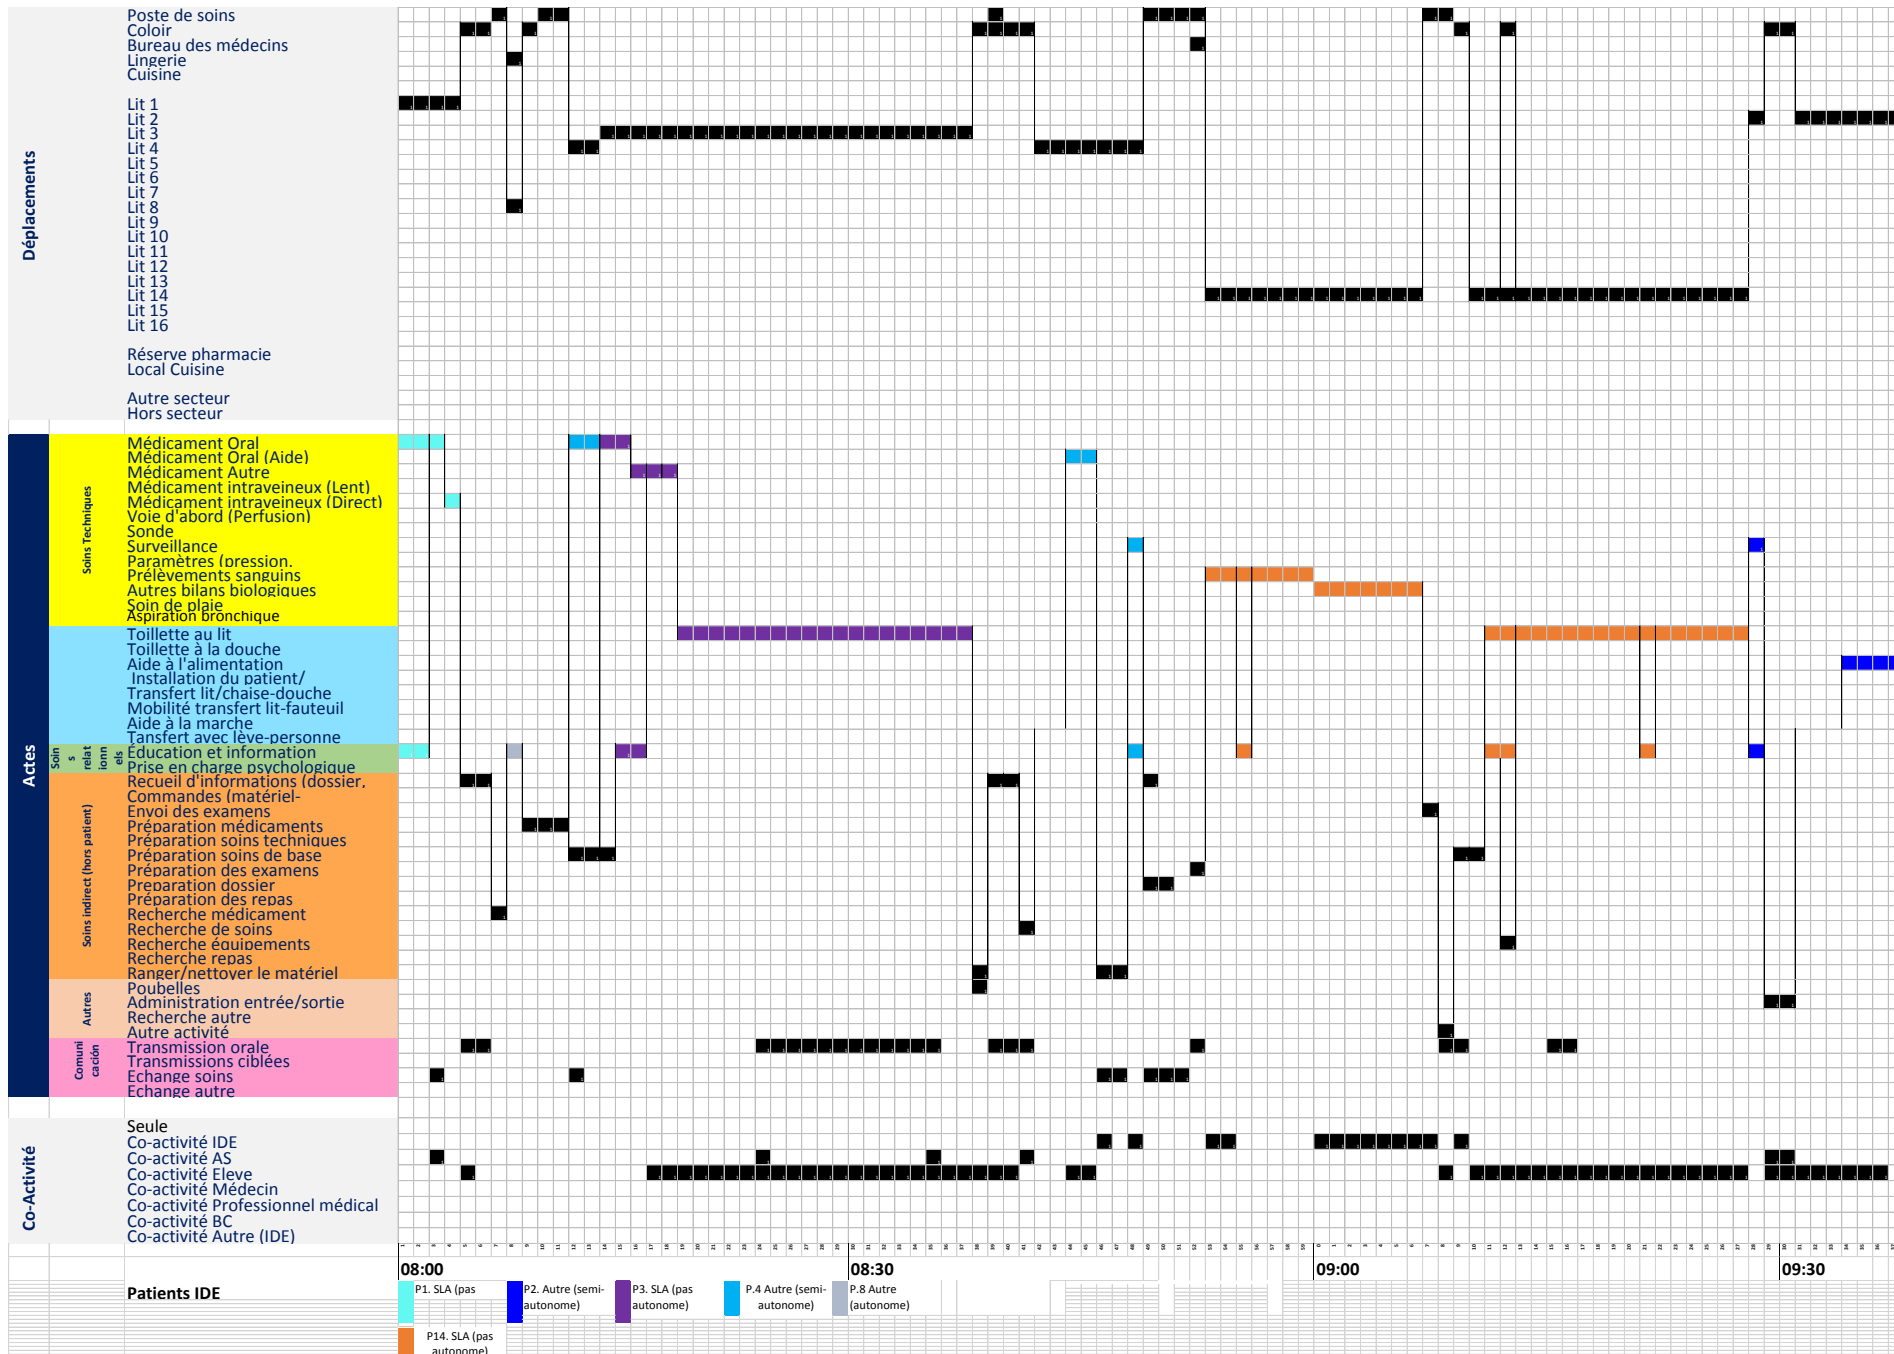 Déplacements
Poste de soins
Coloir
Bureau des médecins
Lingerie
Cuisine
Lit 1
Lit 2
Lit 3
Lit 4
Lit 5
Lit 6
Lit 7
Lit 8
Lit 9
Lit 10
Lit 11
Lit 12
Lit 13
Lit 14
Lit 15
Lit 16
Réserve pharmacie
Local Cuisine
Autre secteur
Hors secteur
Actes
Soins Techniques
Médicament Oral
Médicament Oral (Aide)
Médicament Autre
Médicament intraveineux (Lent)
Médicament intraveineux (Direct)
Voie d'abord (Perfusion)
Sonde
Surveillance
Paramètres (pression.
Prélèvements sanguins
Autres bilans biologiques
Soin de plaie
Aspiration bronchique
Toillette au lit
Toillette à la douche
Aide à l'alimentation
Installation du patient/
Transfert lit/chaise-douche
Mobilité transfert lit-fauteuil
Aide à la marche
Tansfert avec lève-personne
Soin
s
relat
ionn
els
Éducation et information
Prise en charge psychologique
Soins indirect (hors patient)
Recueil d'informations (dossier,
Commandes (matériel-
Envoi des examens
Préparation médicaments
Préparation soins techniques
Préparation soins de base
Préparation des examens
Preparation dossier
Préparation des repas
Recherche médicament
Recherche de soins
Recherche équipements
Recherche repas
Ranger/nettoyer le matériel
Autres
Poubelles
Administration entrée/sortie
Recherche autre
Autre activité
Comuni
cación
Transmission orale
Transmissions ciblées
Echange soins
Echange autre
Co-Activité
Seule
Co-activité IDE
Co-activité AS
Co-activité Eleve
Co-activité Médecin
Co-activité Professionnel médical
Co-activité BC
Co-activité Autre (IDE)
08:00 08:30 09:00 09:30
Patients IDE
P1. SLA (pas
P2. Autre (semi-
autonome)
P3. SLA (pas
autonome)
P.4 Autre (semi-
autonome)
P.8 Autre
(autonome)
P14. SLA (pas
autonome)